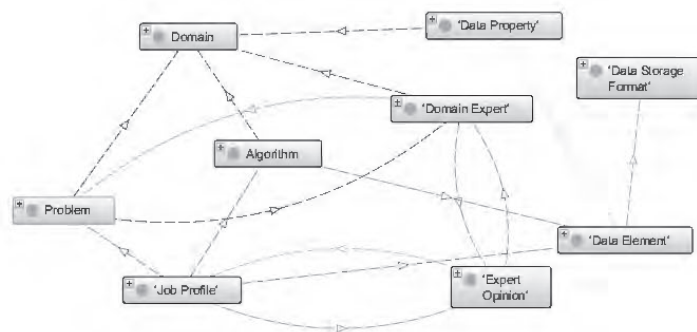 Domain
'Data Property'
'Data Storage
Format'
'Domain Expert'
Algorithm
Problem
'Data Element'
'Job Profile'
'Expert
Opinion'